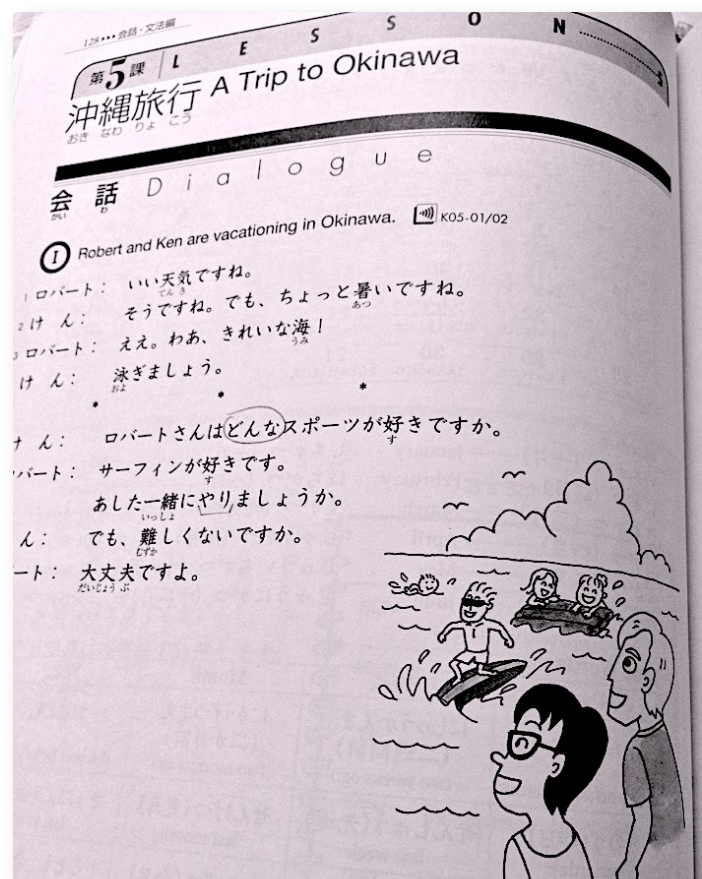 128 ▸▸▸ 会話・文法編
第5課 L E S S O N 5
沖縄旅行 A Trip to Okinawa
おき なわ りょ こう
会話 Dialogue
かい わ
I Robert and Ken are vacationing in Okinawa. K05-01/02
1 ロバート： いい天気ですね。
てんき
2 けん： そうですね。でも、ちょっと暑いですね。
あつ
3 ロバート： ええ。わあ、きれいな海！
うみ
けん： 泳ぎましょう。
およ
* * *
けん： ロバートさんはどんなスポーツが好きですか。
す
バート： サーフィンが好きです。
す
あした一緒にやりましょうか。
いっしょ
ん： でも、難しくないですか。
むずか
ート： 大丈夫ですよ。
だいじょうぶ